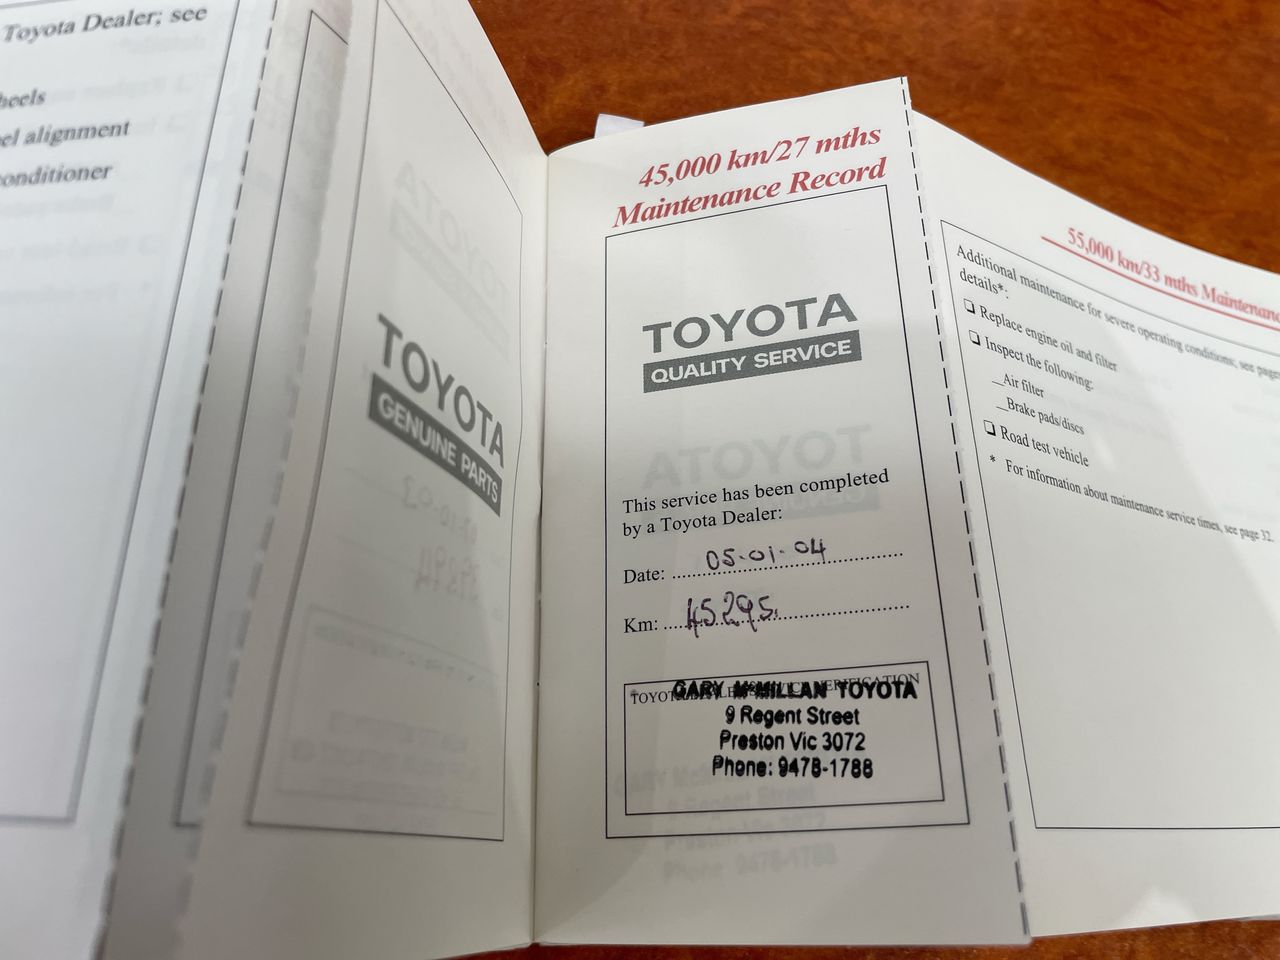 Toyota Dealer; see
heels
el alignment
onditioner
TOYOTA
GENUINE PARTS
45,000 km/27 mths
Maintenance Record
TOYOTA
QUALITY SERVICE
This service has been completed
by a Toyota Dealer:
Date: 05-01-04
Km: 45295
GARY McMILLAN TOYOTA
9 Regent Street
Preston Vic 3072
Phone: 9478-1788
55,000 km/33 mths Maintenanc
Additional maintenance for severe operating conditions; see page
details*:
❏ Replace engine oil and filter
❏ Inspect the following:
_Air filter
_Brake pads/discs
❏ Road test vehicle
* For information about maintenance service times, see page 32.